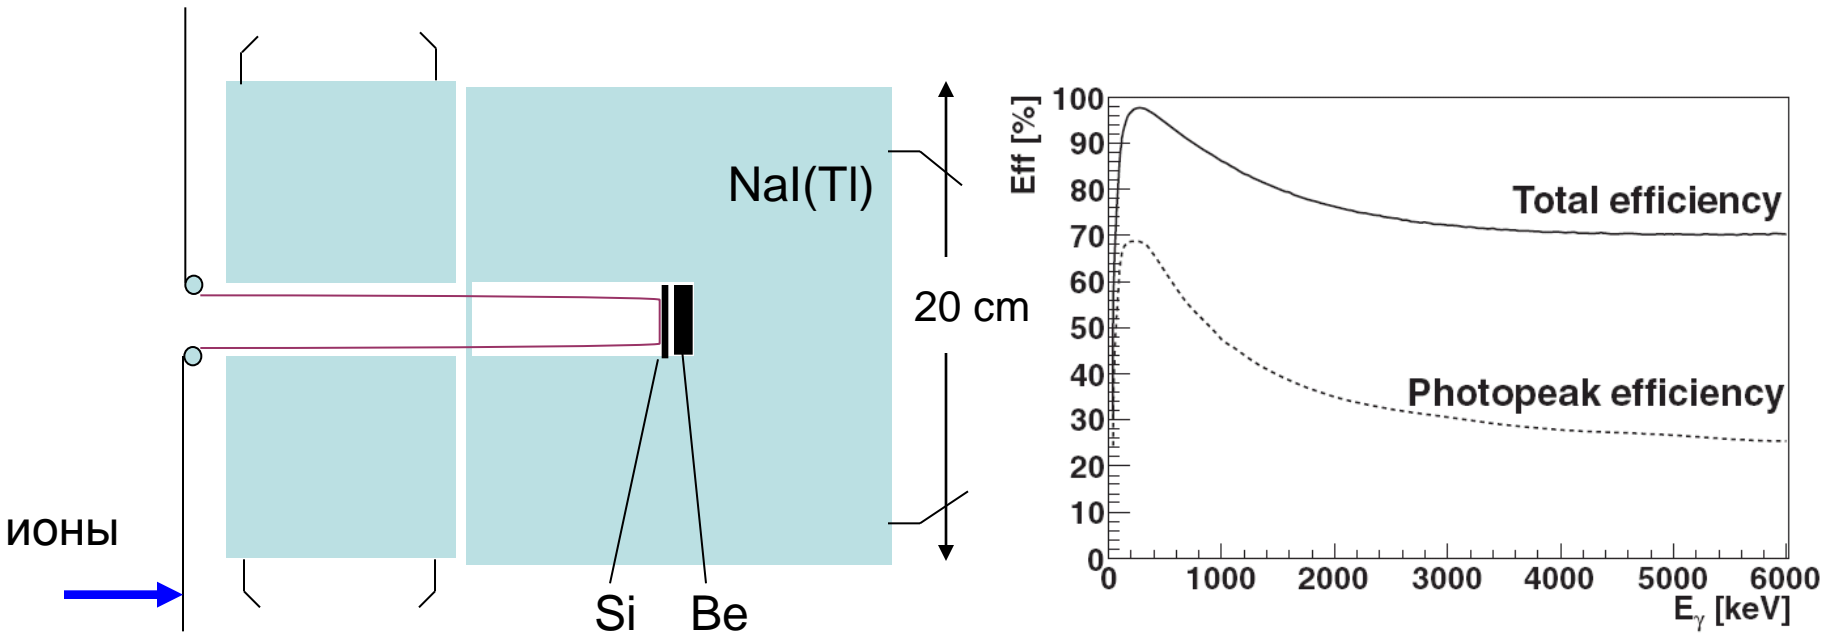 NaI(Tl)
20 cm
ионы
Si
Be
Eff [%]
100
90
80
70
60
50
40
30
20
10
0
Total efficiency
Photopeak efficiency
0 1000 2000 3000 4000 5000 6000
Eγ [keV]